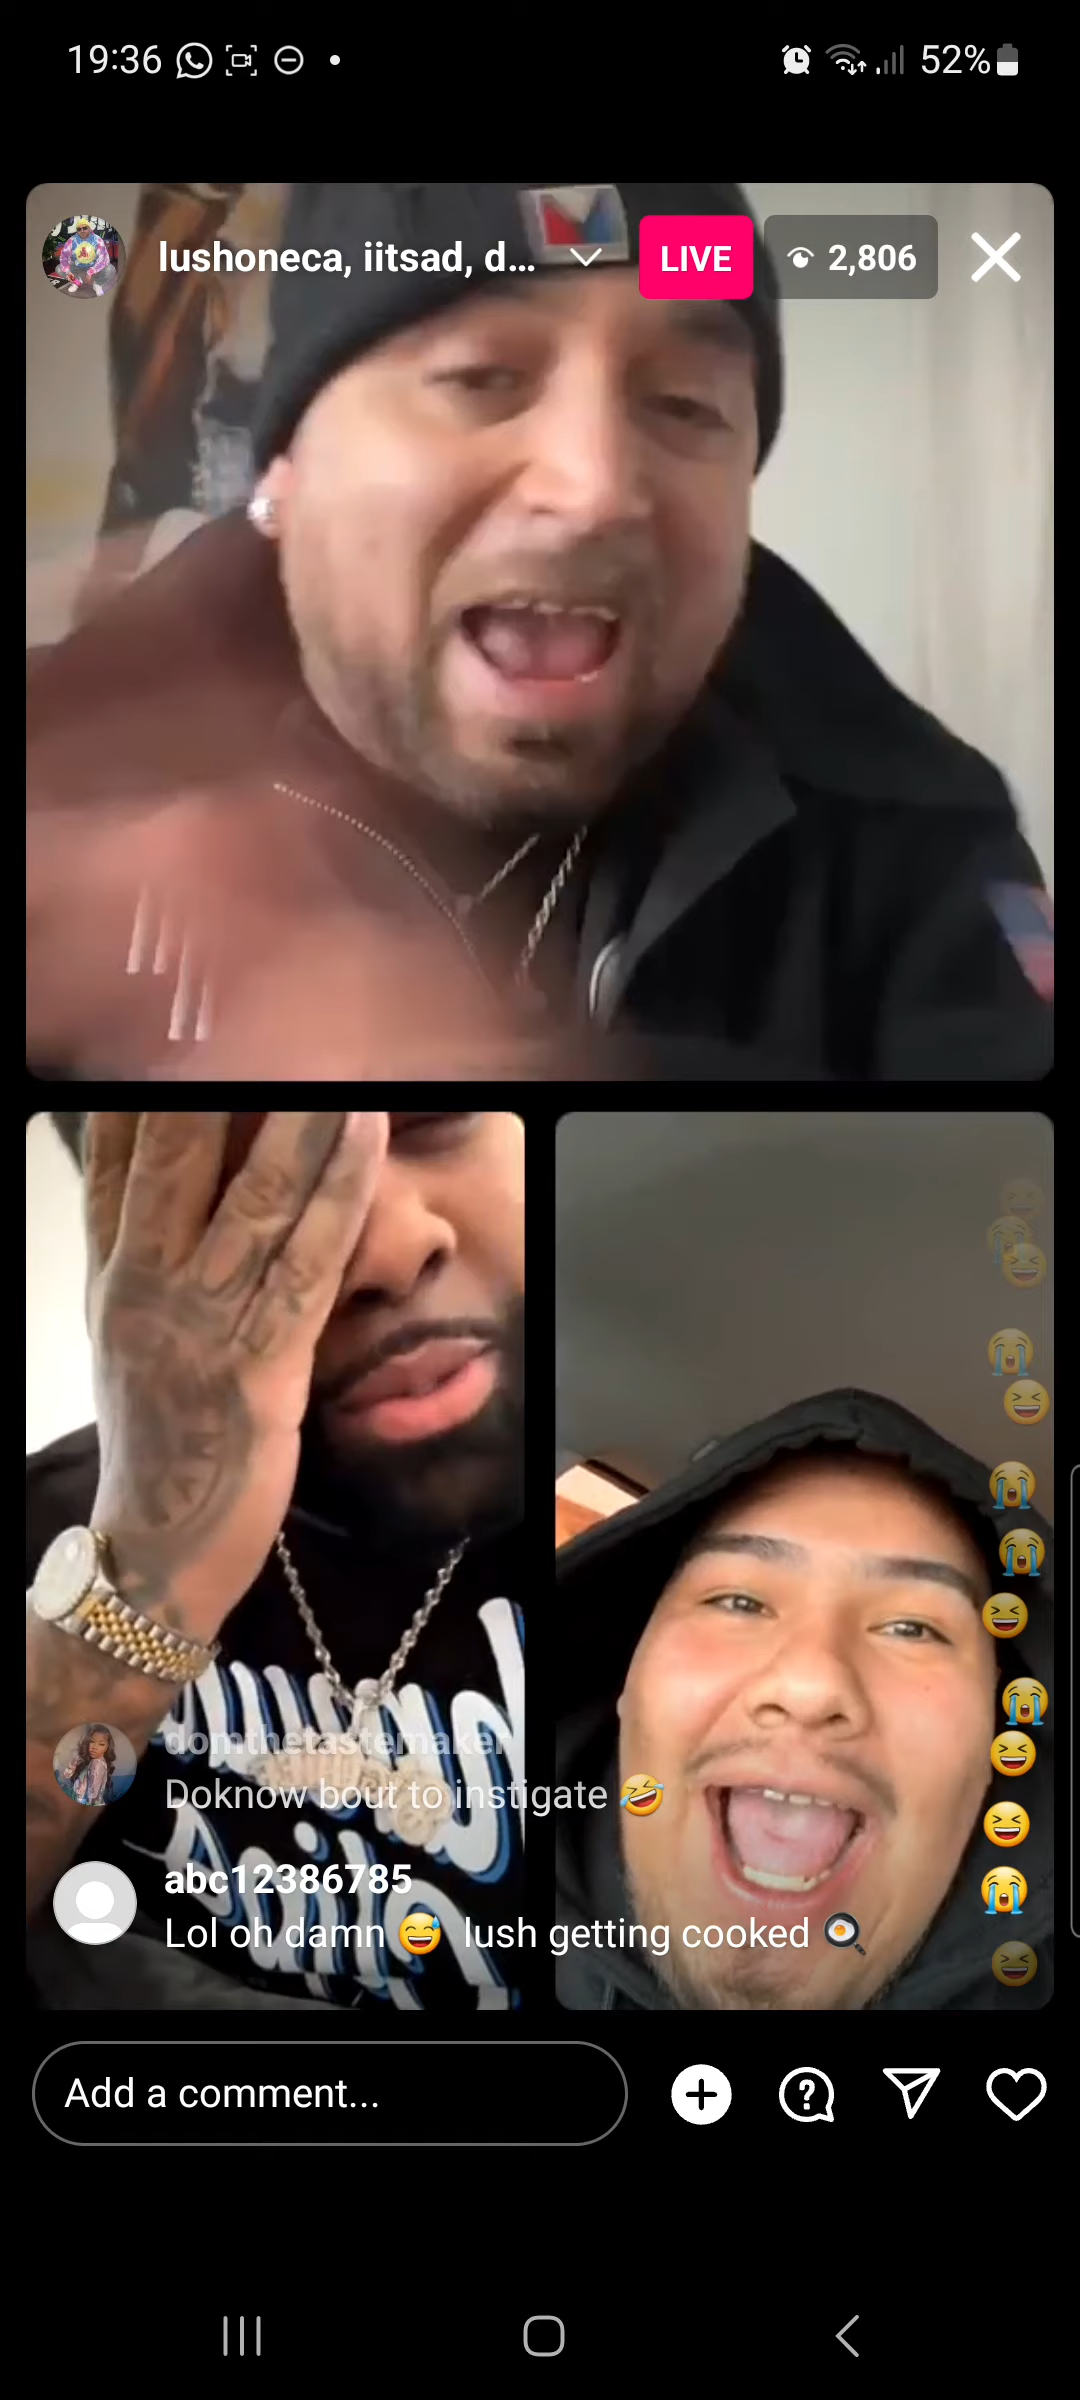 19:36
52%
lushoneca, iitsad, d...
LIVE
2,806
domthetastemaker
Doknow bout to instigate 🤣
abc12386785
Lol oh damn 😅 lush getting cooked 🍳
Add a comment...